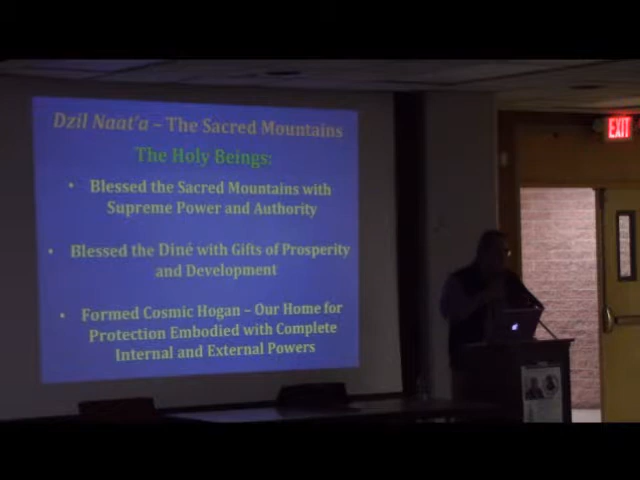 Dzil Naat'a – The Sacred Mountains
The Holy Beings:
• Blessed the Sacred Mountains with
Supreme Power and Authority
• Blessed the Diné with Gifts of Prosperity
and Development
• Formed Cosmic Hogan – Our Home for
Protection Embodied with Complete
Internal and External Powers
EXIT